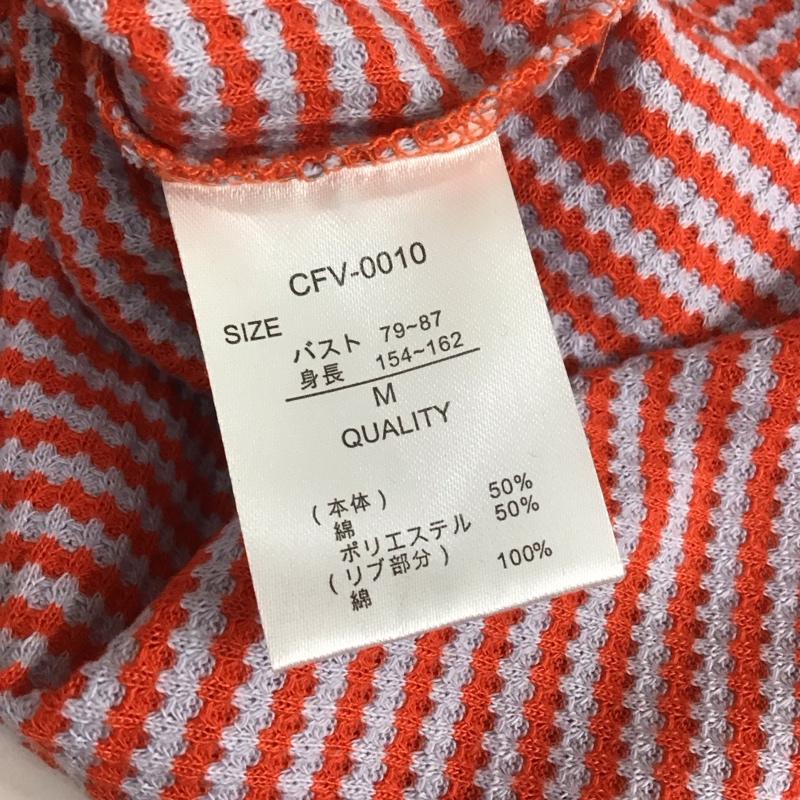 CFV-0010
SIZE バスト 79~87
身長 154~162
M
QUALITY
(本体)
綿 50%
ポリエステル 50%
(リブ部分)
綿 100%